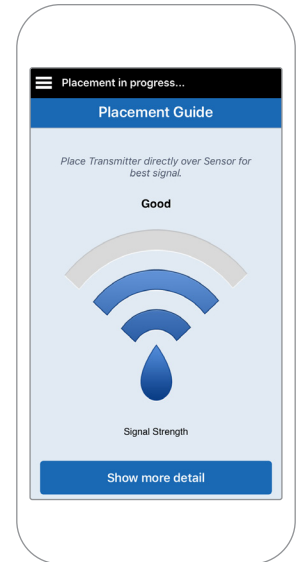 Placement in progress...
Placement Guide
Place Transmitter directly over Sensor for
best signal.
Good
Signal Strength
Show more detail